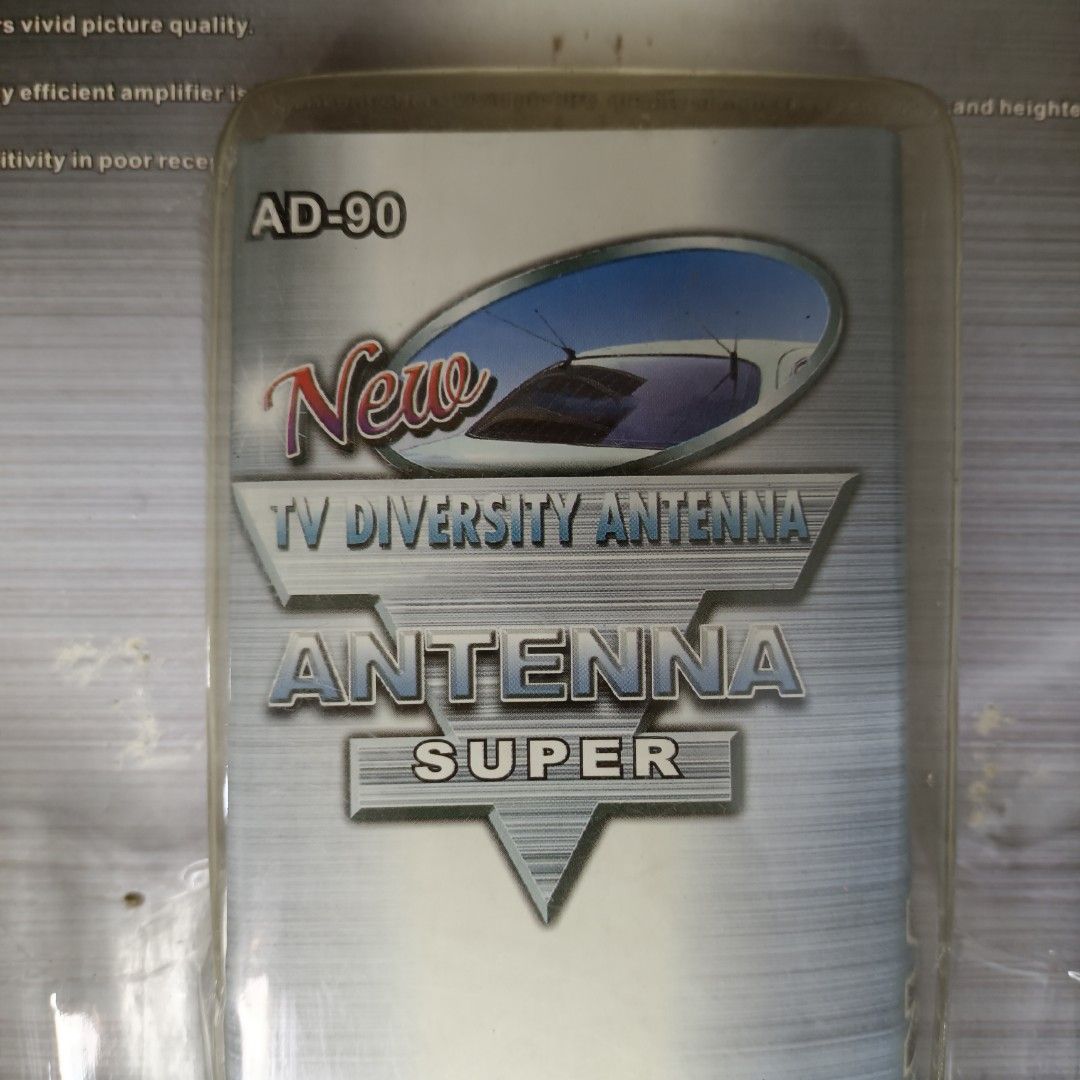 rs vivid picture quality.
y efficient amplifier is
and heighte
itivity in poor rece
AD-90
New
TV DIVERSITY ANTENNA
ANTENNA
SUPER